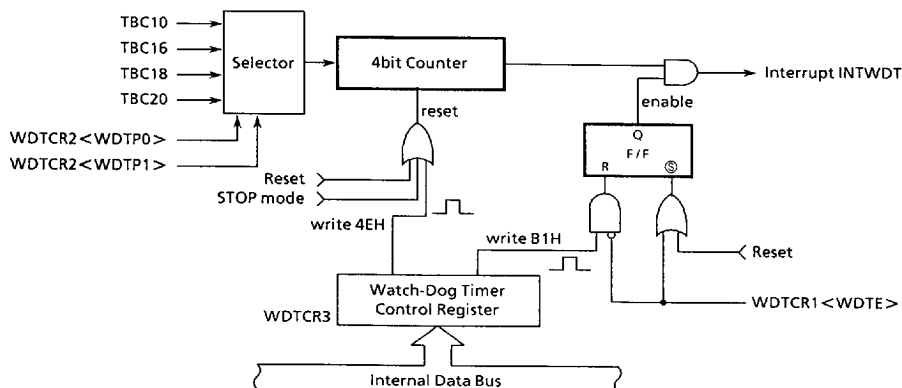 TBC10
TBC16
TBC18
TBC20
Selector
4bit Counter
Interrupt INTWDT
WDTCR2<WDTP0>
WDTCR2<WDTP1>
reset
enable
Q
F/F
R
Ⓢ
Reset
STOP mode
write 4EH
write B1H
Reset
WDTCR3
Watch-Dog Timer
Control Register
WDTCR1<WDTE>
Internal Data Bus